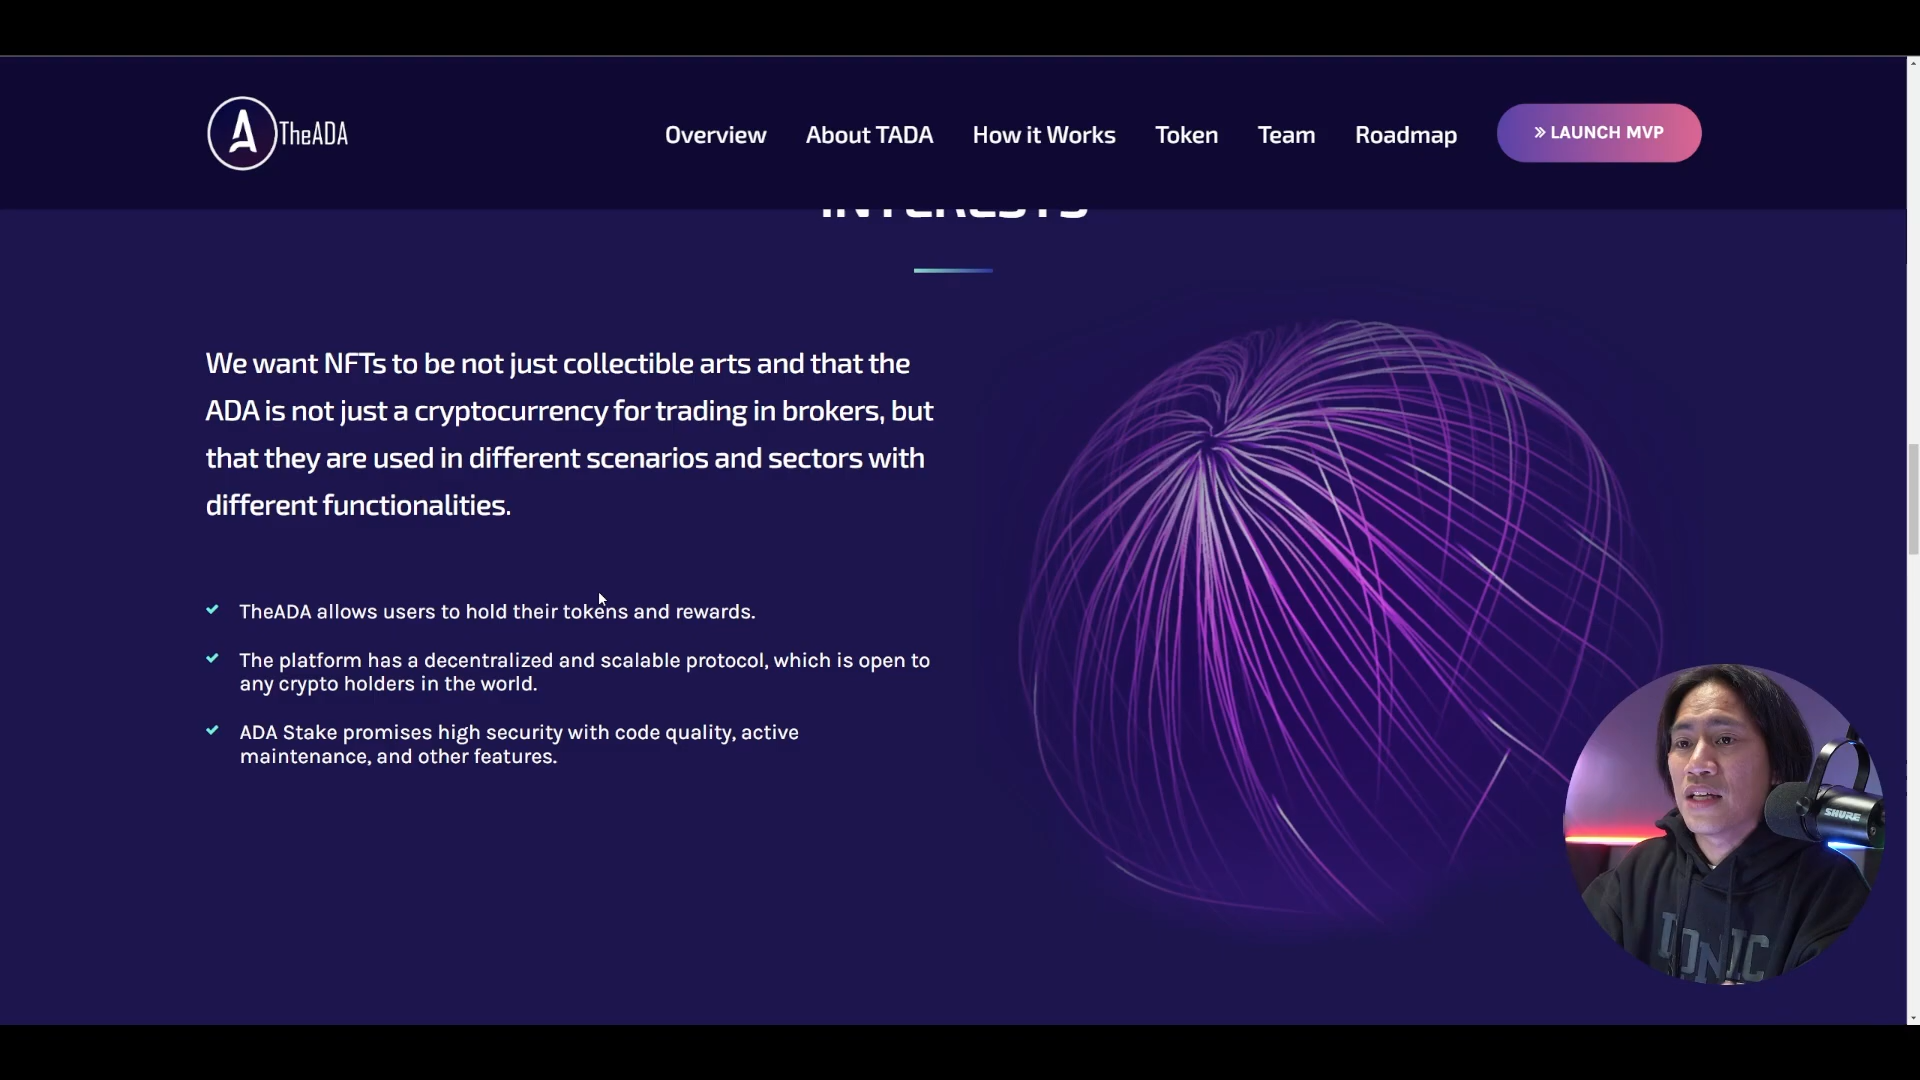 A TheADA
Overview About TADA How it Works Token Team Roadmap » LAUNCH MVP
INTERESTS
We want NFTs to be not just collectible arts and that the
ADA is not just a cryptocurrency for trading in brokers, but
that they are used in different scenarios and sectors with
different functionalities.
TheADA allows users to hold their tokens and rewards.
The platform has a decentralized and scalable protocol, which is open to
any crypto holders in the world.
ADA Stake promises high security with code quality, active
maintenance, and other features.
SHURE